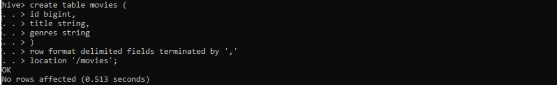 hive> create table movies (
. . > id bigint,
. . > title string,
. . > genres string
. . > )
. . > row format delimited fields terminated by ','
. . > location '/movies';
OK
No rows affected (0.513 seconds)